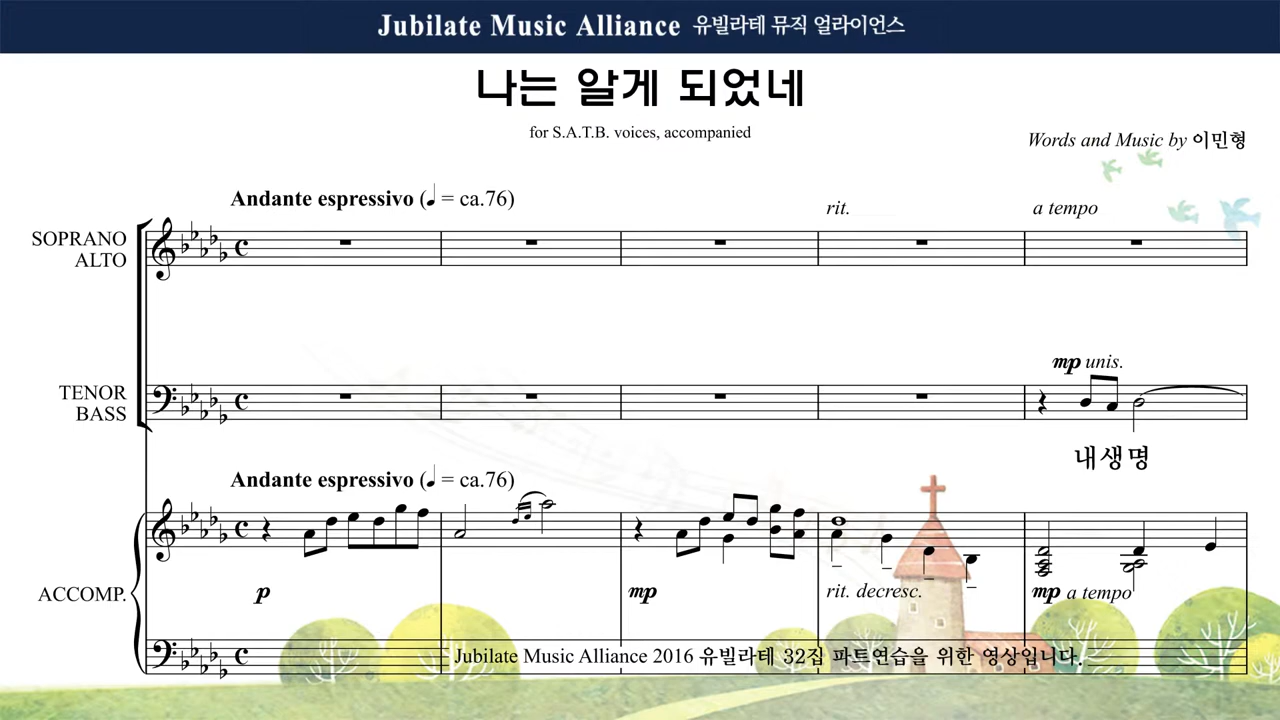 Jubilate Music Alliance 유빌라테 뮤직 얼라이언스
나는 알게 되었네
for S.A.T.B. voices, accompanied
Words and Music by 이민형
Andante espressivo (♩ = ca.76)
rit.
a tempo
SOPRANO
ALTO
mp unis.
TENOR
BASS
내 생 명
Andante espressivo (♩ = ca.76)
ACCOMP.
p
mp
rit. decresc.
mp a tempo
Jubilate Music Alliance 2016 유빌라테 32집 파트연습을 위한 영상입니다.